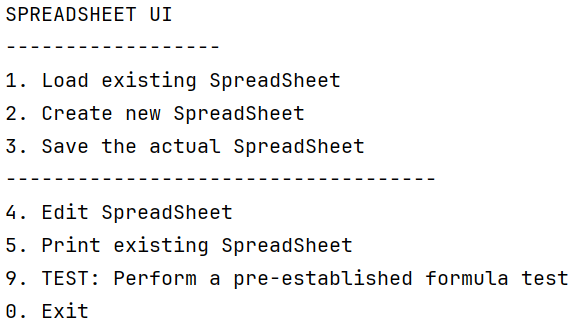 SPREADSHEET UI
------------------
1. Load existing SpreadSheet
2. Create new SpreadSheet
3. Save the actual SpreadSheet
------------------------------------
4. Edit SpreadSheet
5. Print existing SpreadSheet
9. TEST: Perform a pre-established formula test
0. Exit